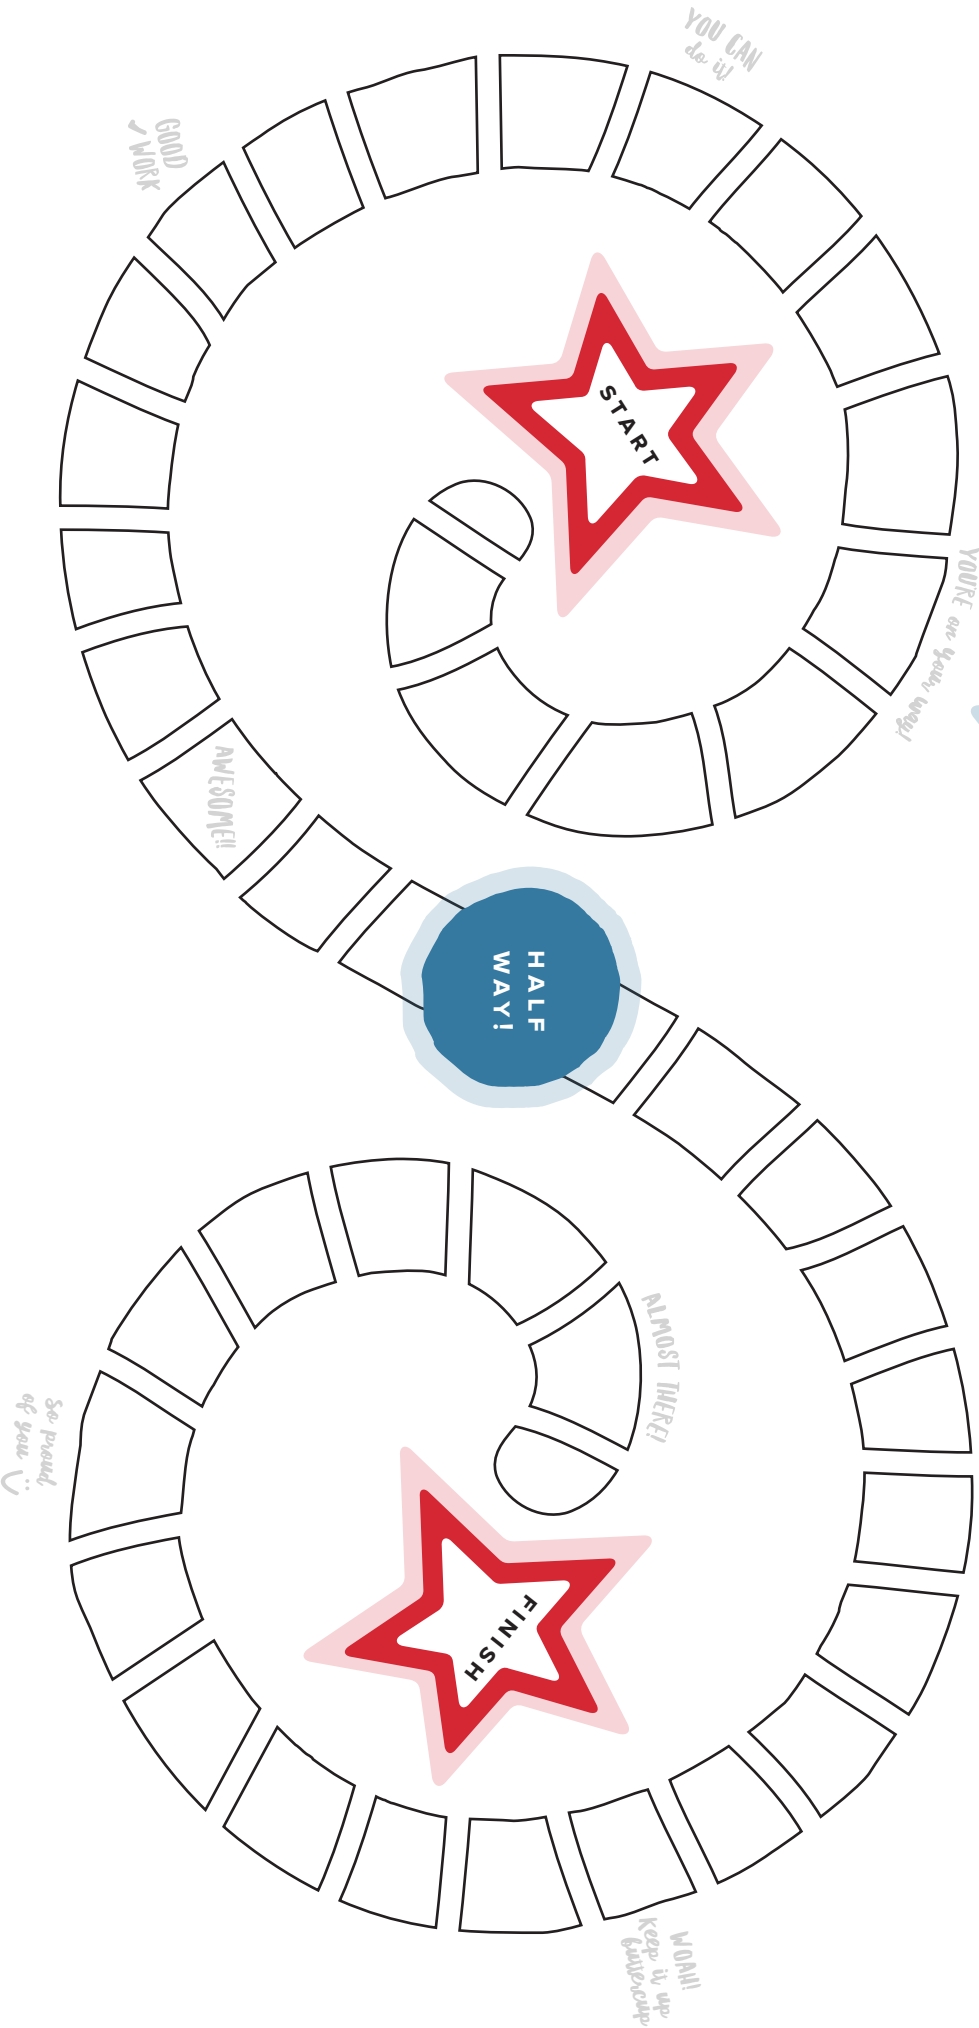 START
YOU'RE on your way!
YOU CAN
do it!
GOOD
WORK
AWESOME!!!
HALF
WAY!
WOAH!
Keep it up
buttercup
So proud
of you
ALMOST THERE!
FINISH